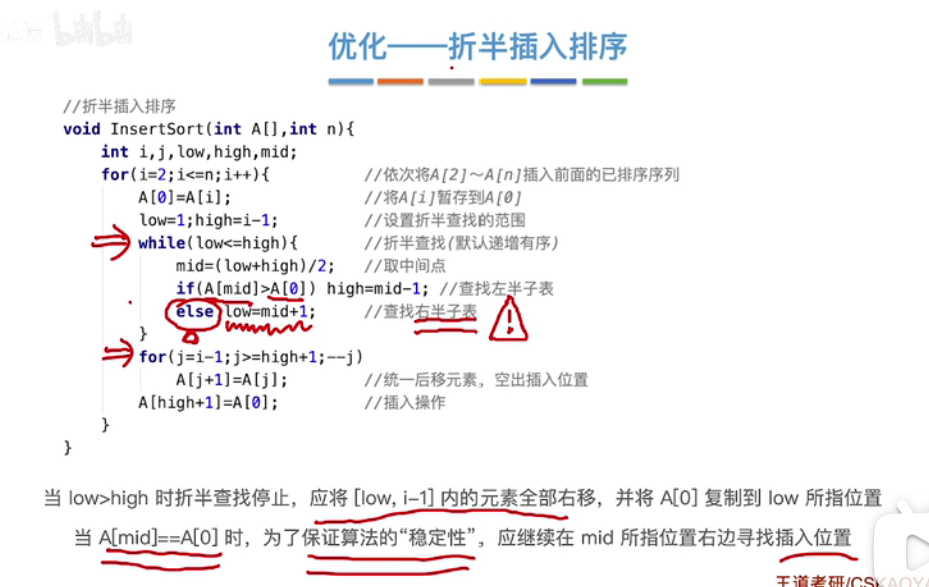 优化——折半插入排序
//折半插入排序
void InsertSort(int A[],int n){
int i,j,low,high,mid;
for(i=2;i<=n;i++){ //依次将A[2]～A[n]插入前面的已排序序列
A[0]=A[i]; //将A[i]暂存到A[0]
low=1;high=i-1; //设置折半查找的范围
while(low<=high){ //折半查找(默认递增有序)
mid=(low+high)/2; //取中间点
if(A[mid]>A[0]) high=mid-1; //查找左半子表
else low=mid+1; //查找右半子表
}
for(j=i-1;j>=high+1;--j)
A[j+1]=A[j]; //统一后移元素，空出插入位置
A[high+1]=A[0]; //插入操作
}
}
当 low>high 时折半查找停止，应将 [low, i-1] 内的元素全部右移，并将 A[0] 复制到 low 所指位置
当 A[mid]==A[0] 时，为了保证算法的“稳定性”，应继续在 mid 所指位置右边寻找插入位置
王道考研/CSKAOYA